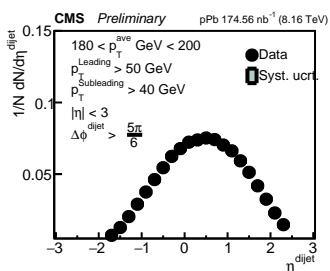 CMS Preliminary pPb 174.56 nb⁻¹ (8.16 TeV)
1/N dN/dη^dijet
0.15
0.1
0.05
180 < p_T^ave GeV < 200
p_T^Leading > 50 GeV
p_T^Subleading > 40 GeV
|η| < 3
Δϕ^dijet > 5π/6
Data
Syst. ucrt.
−3 −2 −1 0 1 2 3
η^dijet